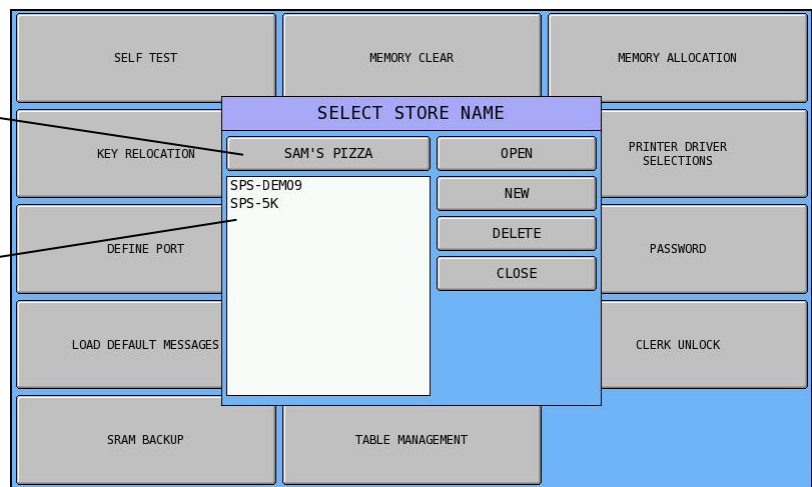 SELF TEST
MEMORY CLEAR
MEMORY ALLOCATION
SELECT STORE NAME
KEY RELOCATION
SAM'S PIZZA
OPEN
PRINTER DRIVER
SELECTIONS
SPS-DEMO9
SPS-5K
NEW
DELETE
CLOSE
DEFINE PORT
PASSWORD
LOAD DEFAULT MESSAGES
CLERK UNLOCK
SRAM BACKUP
TABLE MANAGEMENT